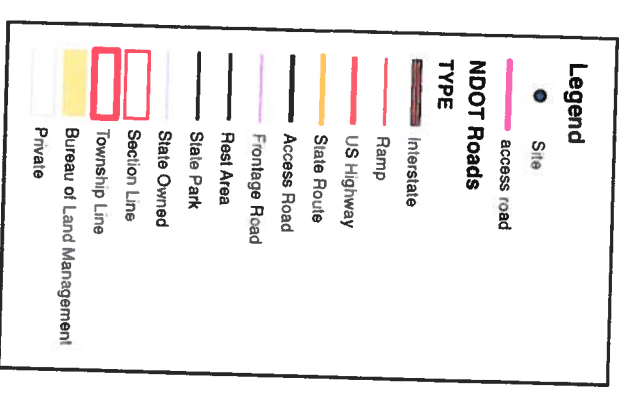 Legend
Site
access road
NDOT Roads
TYPE
Interstate
Ramp
US Highway
State Route
Access Road
Frontage Road
Rest Area
State Park
State Owned
Section Line
Township Line
Bureau of Land Management
Private